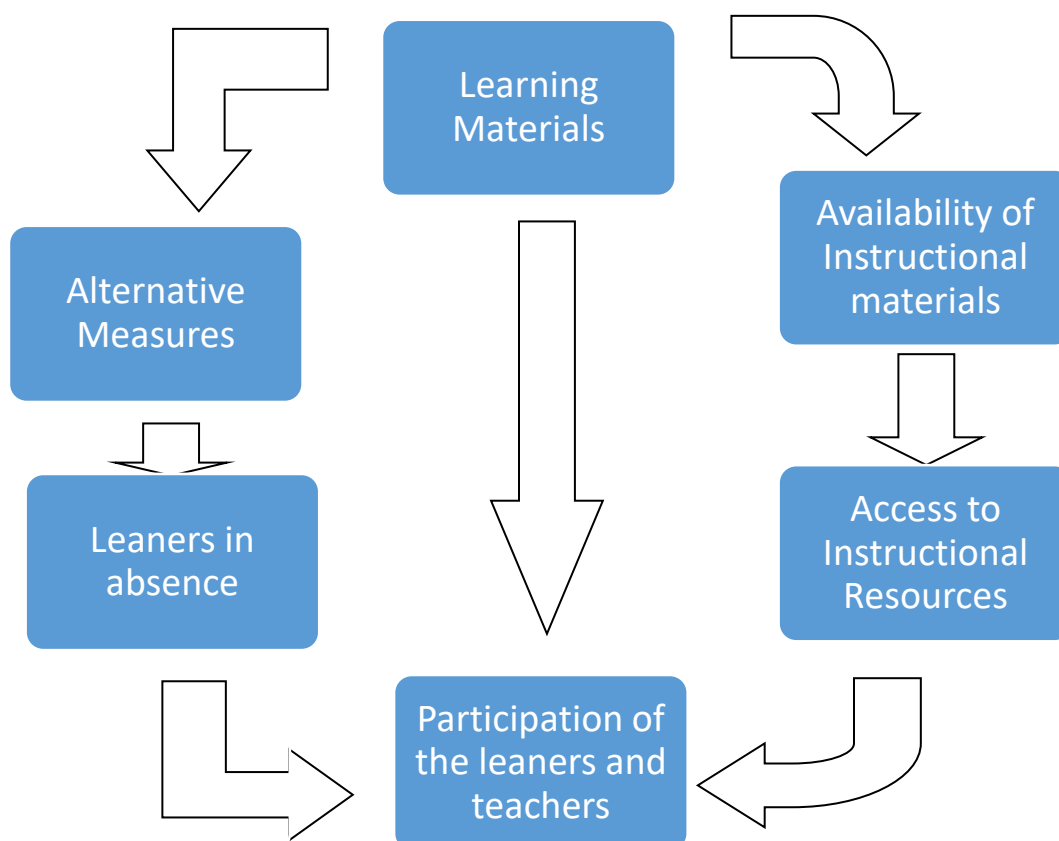 Learning
Materials
Alternative
Measures
Availability of
Instructional
materials
Leaners in
absence
Access to
Instructional
Resources
Participation of
the leaners and
teachers